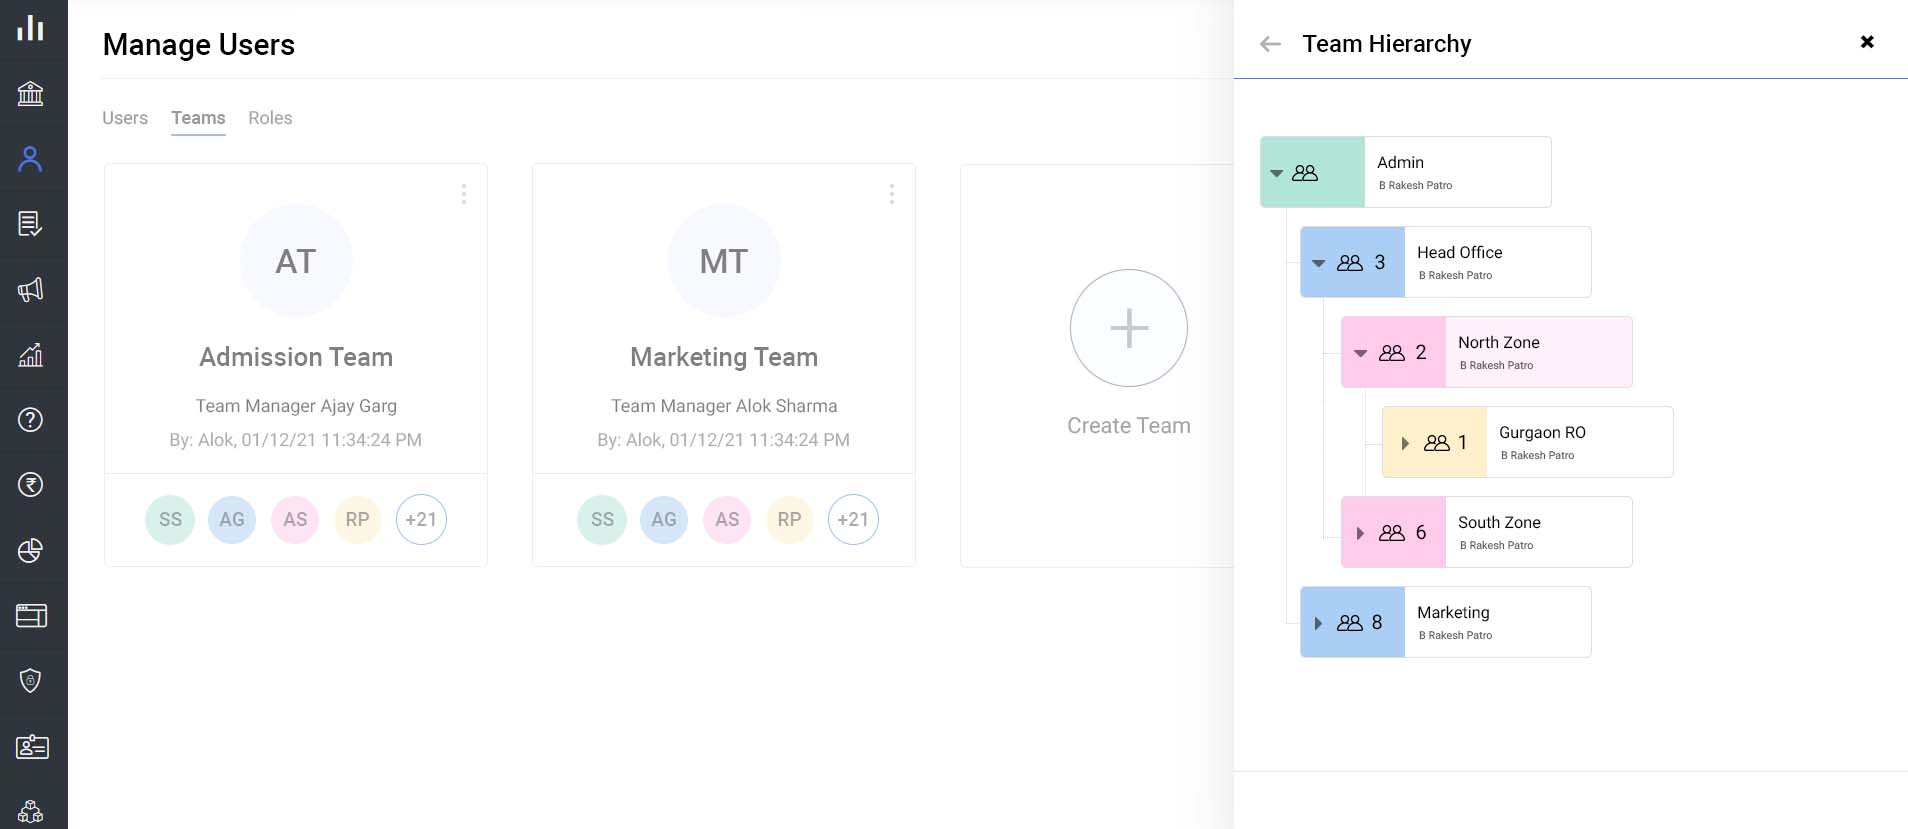 Manage Users
Users Teams Roles
AT
Admission Team
Team Manager Ajay Garg
By: Alok, 01/12/21 11:34:24 PM
SS AG AS RP +21
MT
Marketing Team
Team Manager Alok Sharma
By: Alok, 01/12/21 11:34:24 PM
SS AG AS RP +21
Create Team
Team Hierarchy
Admin
B Rakesh Patro
3 Head Office
B Rakesh Patro
2 North Zone
B Rakesh Patro
1 Gurgaon RO
B Rakesh Patro
6 South Zone
B Rakesh Patro
8 Marketing
B Rakesh Patro